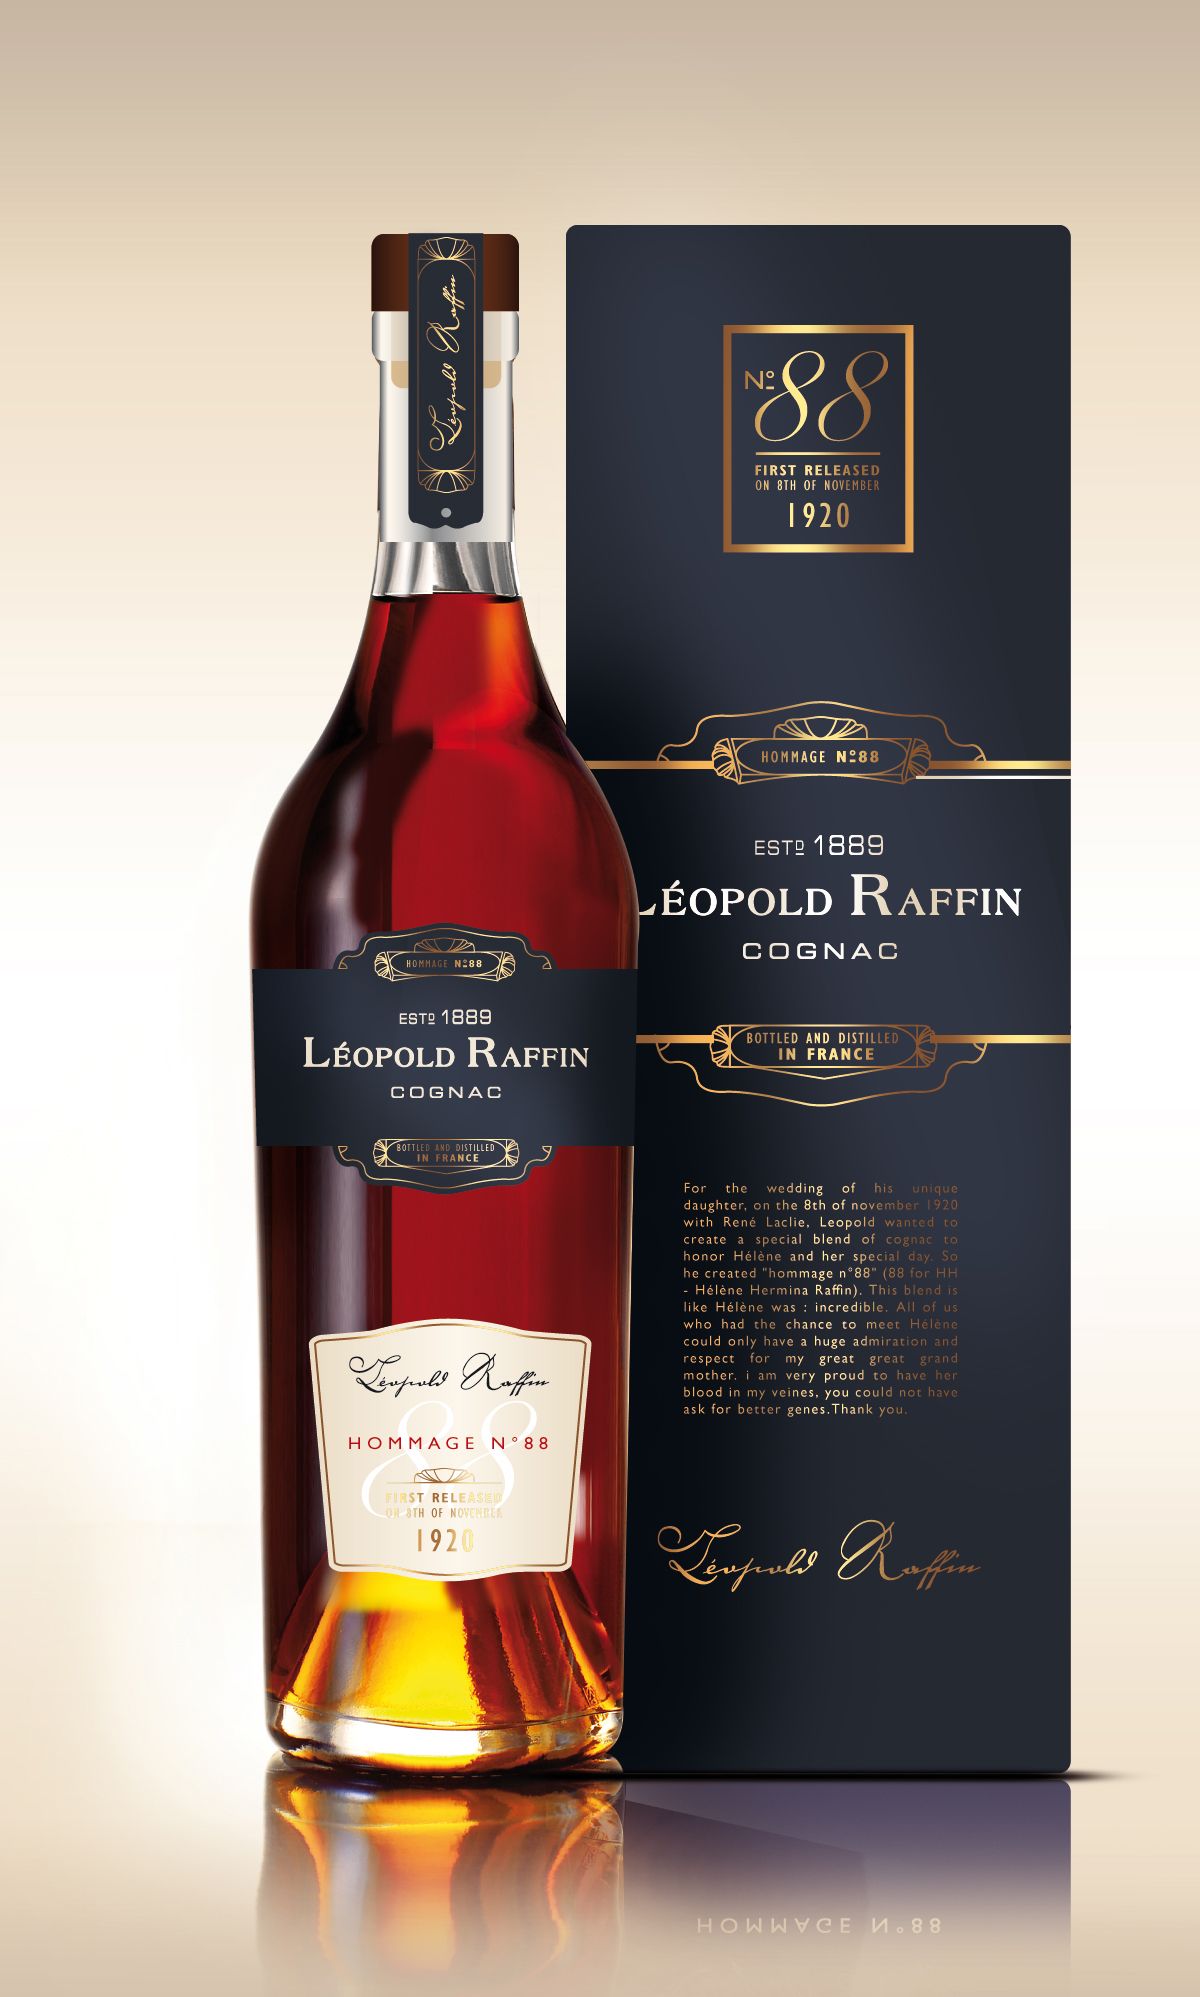 Léopold Raffin
Nº88
FIRST RELEASED
ON 8TH OF NOVEMBER
1920
HOMMAGE Nº88
ESTD 1889
LÉOPOLD RAFFIN
COGNAC
BOTTLED AND DISTILLED
IN FRANCE
For the wedding of his unique
daughter, on the 8th of november 1920
with René Laclie, Leopold wanted to
create a special blend of cognac to
honor Hélène and her special day. So
he created "hommage n°88" (88 for HH
- Hélène Hermina Raffin). This blend is
like Hélène was : incredible. All of us
who had the chance to meet Hélène
could only have a huge admiration and
respect for my great great grand
mother. i am very proud to have her
blood in my veines, you could not have
ask for better genes.Thank you.
Léopold Raffin
HOMMAGE Nº88
ESTD 1889
LÉOPOLD RAFFIN
COGNAC
BOTTLED AND DISTILLED
IN FRANCE
Léopold Raffin
88
HOMMAGE N°88
FIRST RELEASED
ON 8TH OF NOVEMBER
1920
HOMMAGE N°88